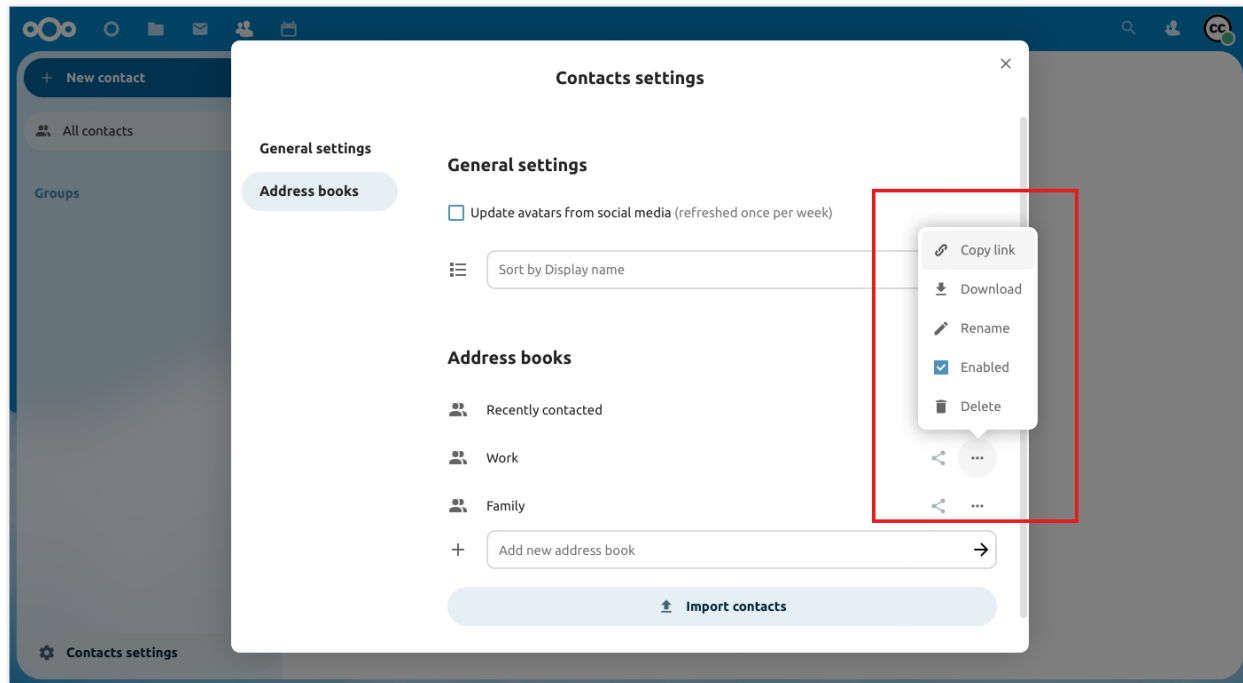 CC
New contact
All contacts
Groups
Contacts settings
Contacts settings
General settings
Address books
General settings
Update avatars from social media (refreshed once per week)
Sort by Display name
Address books
Recently contacted
Work
Family
Add new address book
Import contacts
Copy link
Download
Rename
Enabled
Delete